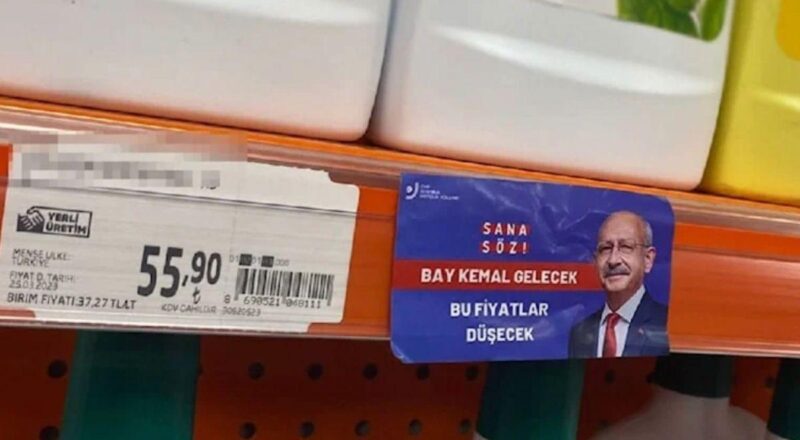 YERLİ
ÜRETİM
MENŞE ÜLKE:
TÜRKİYE
FİYAT D. TARİHİ
25.03.2023
BİRİM FİYATI:37,27 TL/LT
55,90
₺
KDV DAHİLDİR
8 690521 048111
SANA
SÖZ!
BAY KEMAL GELECEK
BU FİYATLAR
DÜŞECEK